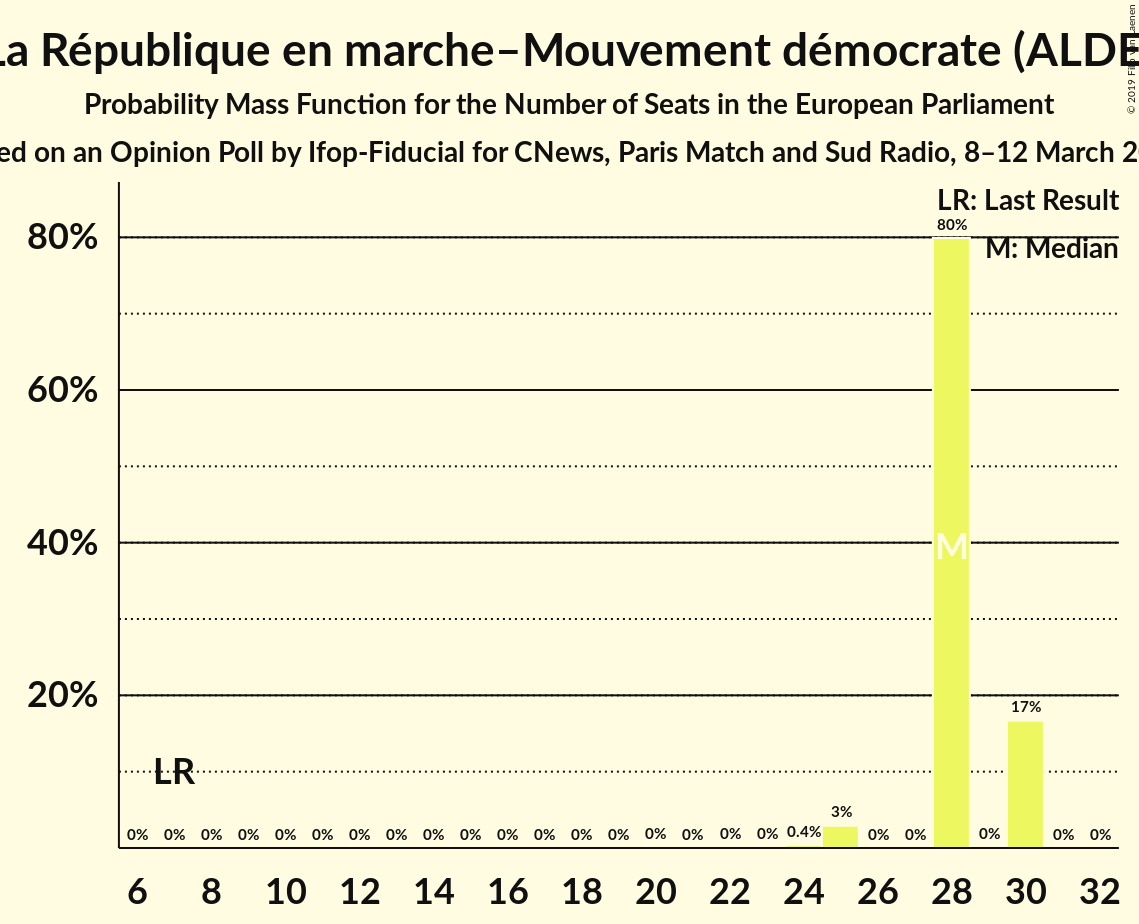 La République en marche–Mouvement démocrate (ALDE
Probability Mass Function for the Number of Seats in the European Parliament
on an Opinion Poll by Ifop-Fiducial for CNews, Paris Match and Sud Radio, 8–12 March
© 2019
LR: Last Result
M: Median
80%
60%
40%
20%
80%
M
17%
LR
3%
0% 0% 0% 0% 0% 0% 0% 0% 0% 0% 0% 0% 0% 0% 0% 0% 0% 0% 0.4% 0% 0% 0% 0% 0%
6 8 10 12 14 16 18 20 22 24 26 28 30 32